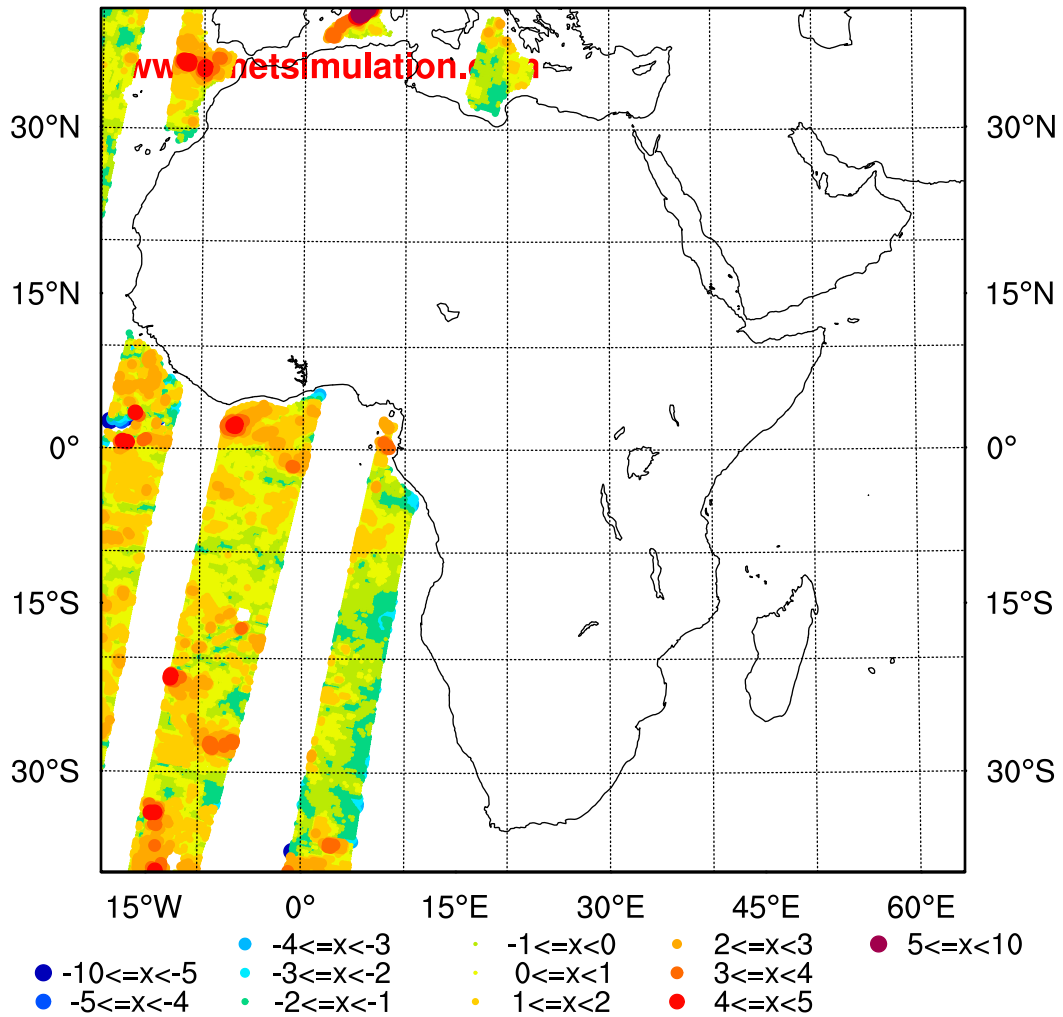 netsimulation.
30°N 30°N
15°N 15°N
0° 0°
15°S 15°S
30°S 30°S
15°W 0° 15°E 30°E 45°E 60°E
-4<=x<-3 -1<=x<0 2<=x<3 5<=x<10
-10<=x<-5 -3<=x<-2 0<=x<1 3<=x<4
-5<=x<-4 -2<=x<-1 1<=x<2 4<=x<5